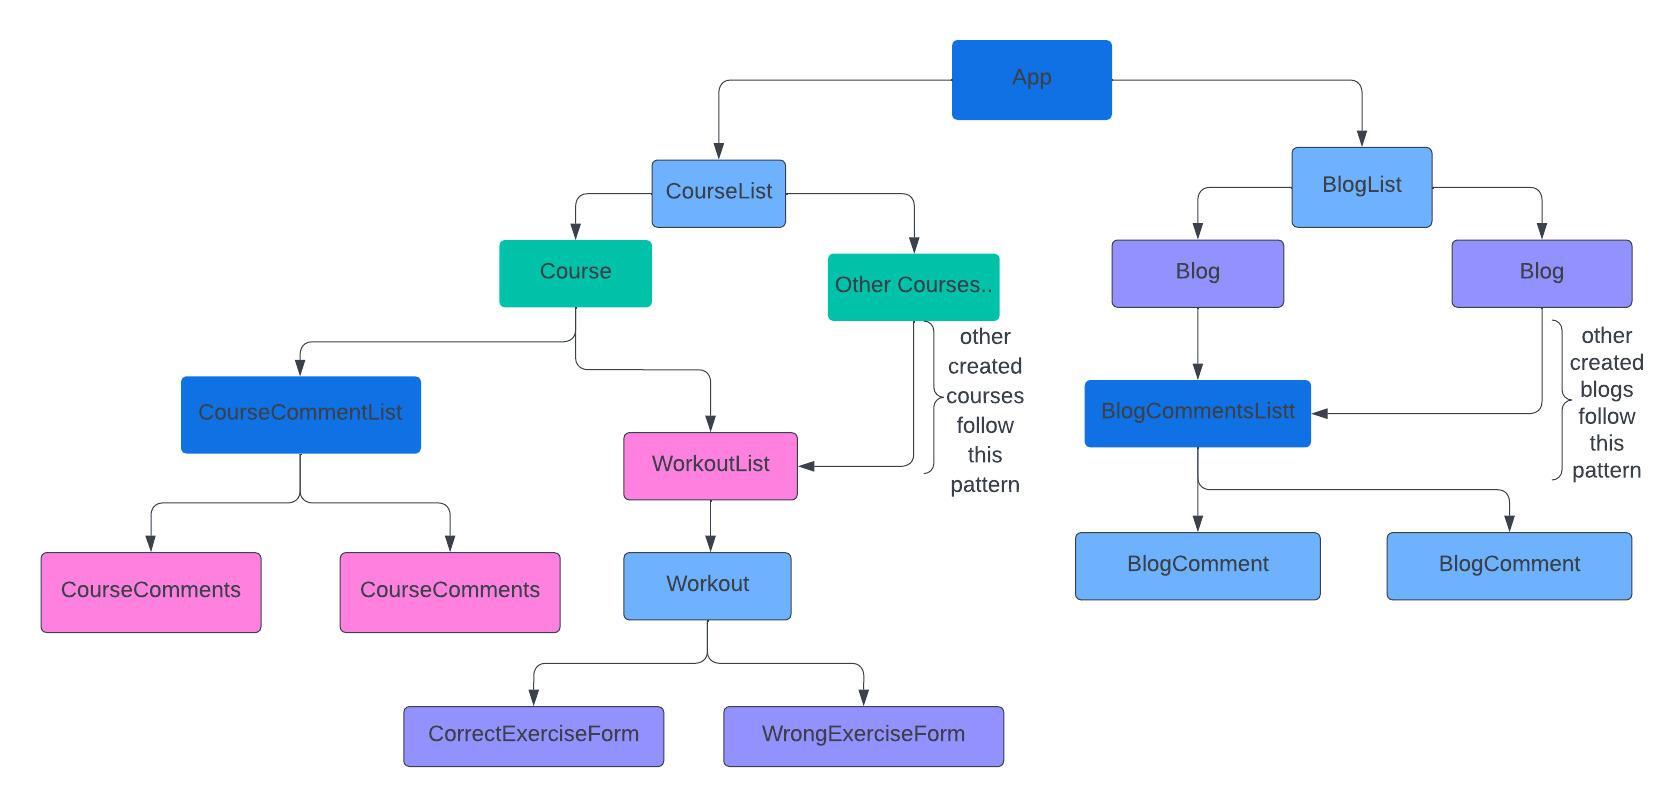 App
CourseList
BlogList
Course
Other Courses..
Blog
Blog
other
created
courses
follow
this
pattern
other
created
blogs
follow
this
pattern
CourseCommentList
BlogCommentsListt
WorkoutList
CourseComments
CourseComments
Workout
BlogComment
BlogComment
CorrectExerciseForm
WrongExerciseForm